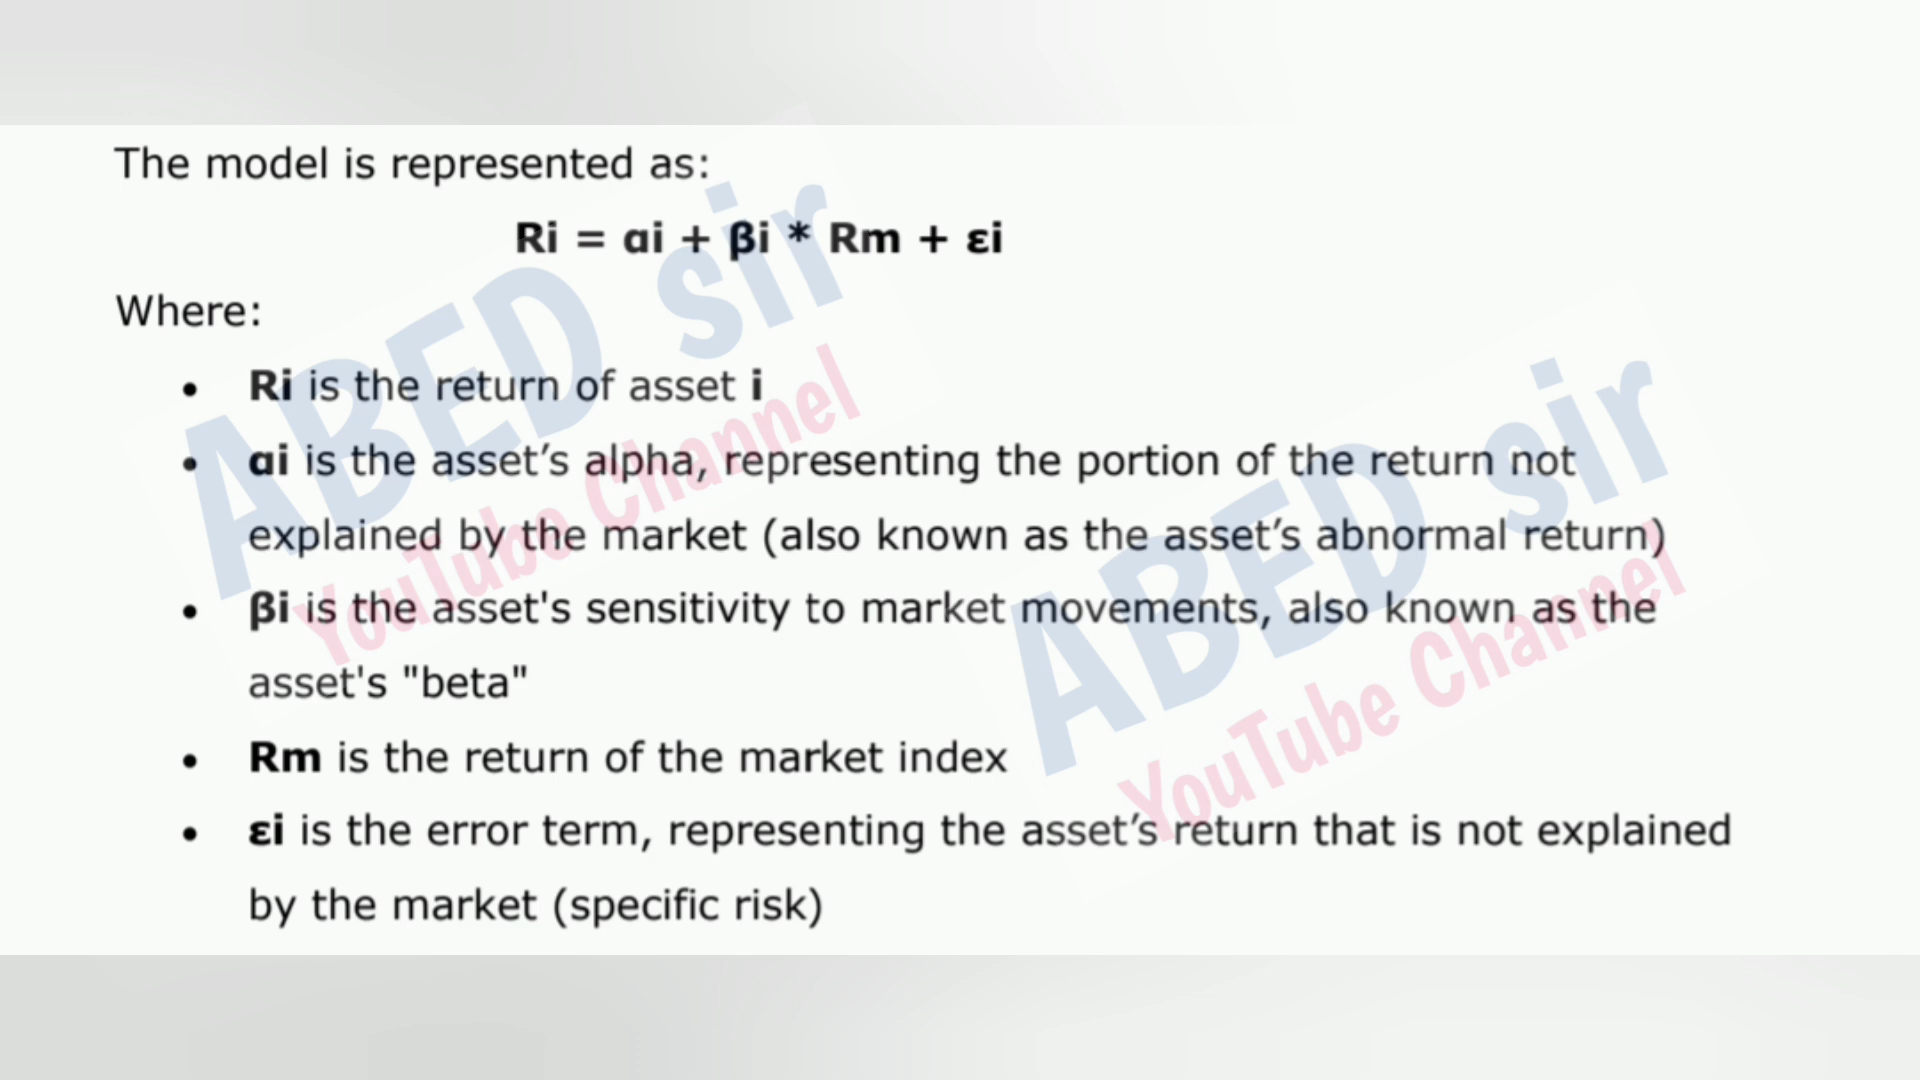 The model is represented as:
Ri = αi + βi * Rm + εi
Where:
• Ri is the return of asset i
• αi is the asset’s alpha, representing the portion of the return not
explained by the market (also known as the asset’s abnormal return)
• βi is the asset's sensitivity to market movements, also known as the
asset's "beta"
• Rm is the return of the market index
• εi is the error term, representing the asset’s return that is not explained
by the market (specific risk)
ABED sir
YouTube Channel
ABED sir
YouTube Channel